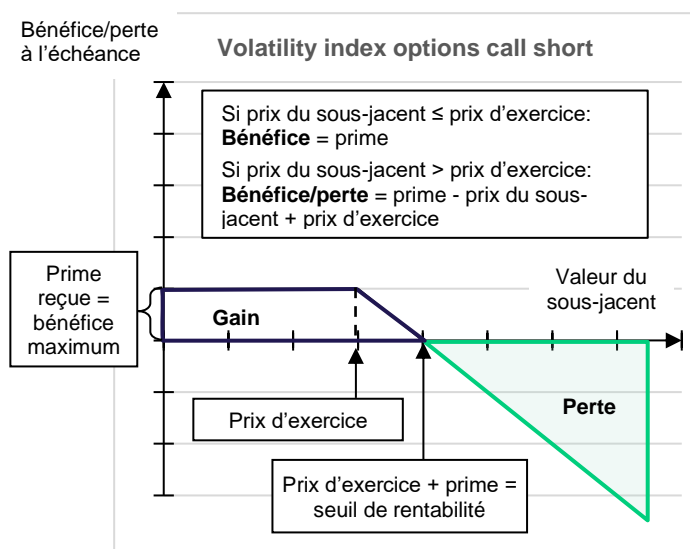 Bénéfice/perte
à l'échéance
Volatility index options call short
Si prix du sous-jacent ≤ prix d'exercice:
Bénéfice = prime
Si prix du sous-jacent > prix d'exercice:
Bénéfice/perte = prime - prix du sous-
jacent + prix d'exercice
Prime
reçue =
bénéfice
maximum
Valeur du
sous-jacent
Gain
Perte
Prix d'exercice
Prix d'exercice + prime =
seuil de rentabilité